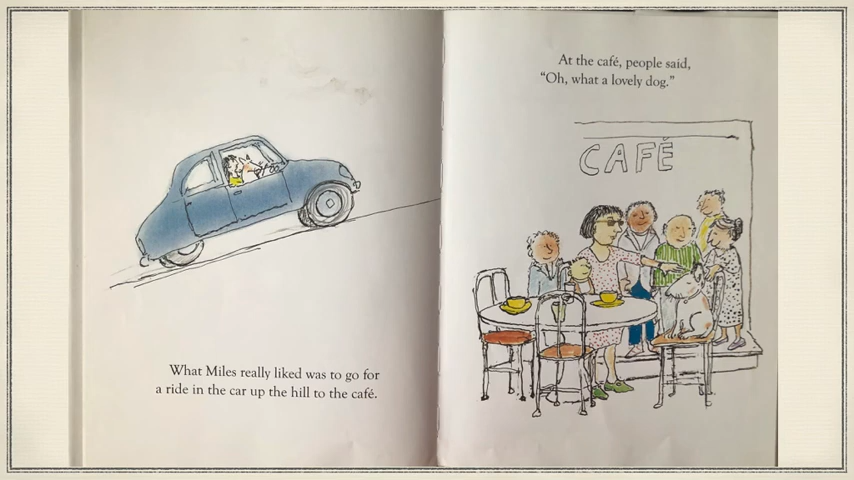 What Miles really liked was to go for
a ride in the car up the hill to the café.
At the café, people said,
“Oh, what a lovely dog.”
CAFÉ